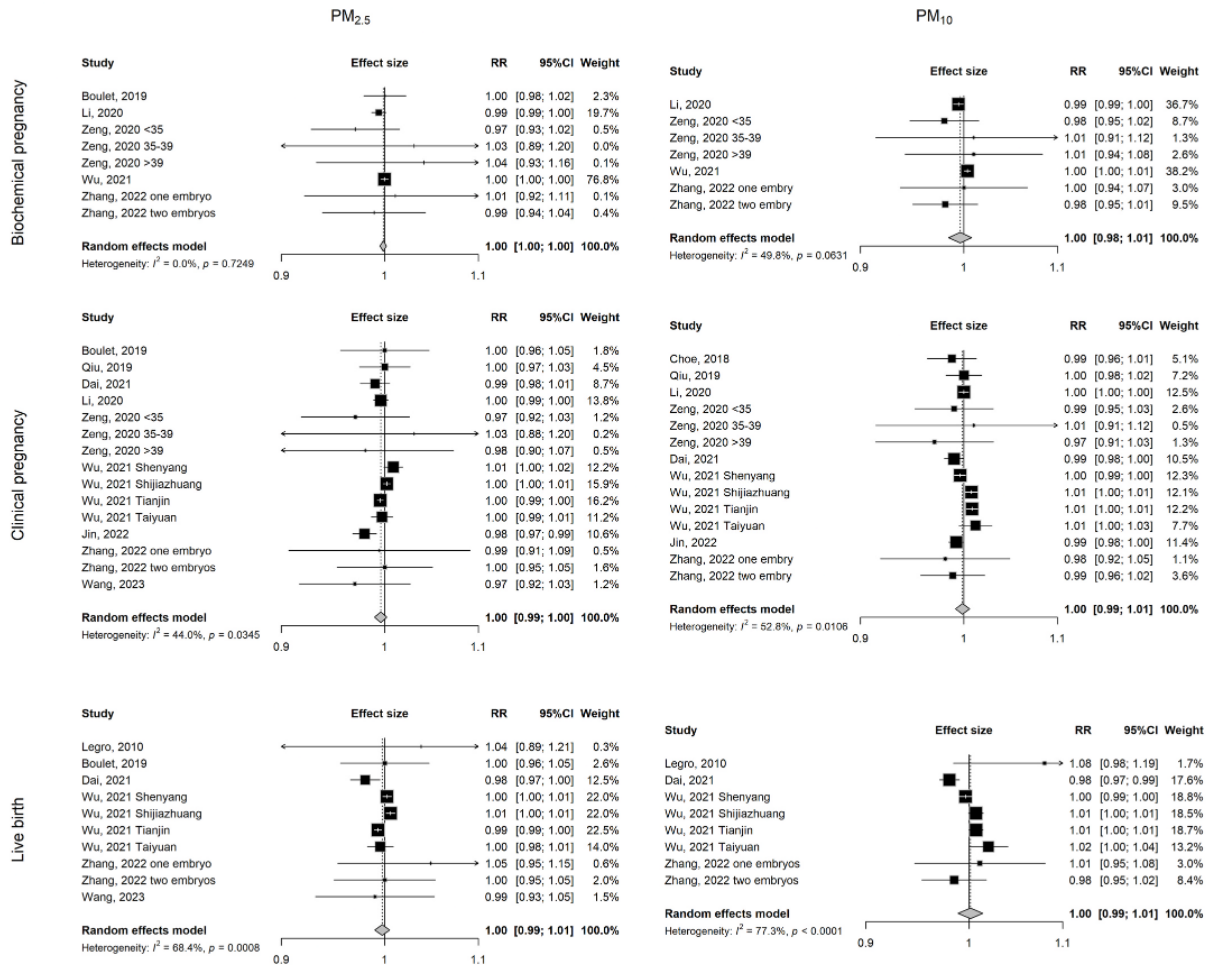 PM2.5
PM10
Biochemical pregnancy
Study Effect size RR 95%CI Weight
Boulet, 2019 1.00 [0.98; 1.02] 2.3%
Li, 2020 0.99 [0.99; 1.00] 19.7%
Zeng, 2020 <35 0.97 [0.93; 1.02] 0.5%
Zeng, 2020 35-39 1.03 [0.89; 1.20] 0.0%
Zeng, 2020 >39 1.04 [0.93; 1.16] 0.1%
Wu, 2021 1.00 [1.00; 1.00] 76.8%
Zhang, 2022 one embryo 1.01 [0.92; 1.11] 0.1%
Zhang, 2022 two embryos 0.99 [0.94; 1.04] 0.4%
Random effects model 1.00 [1.00; 1.00] 100.0%
Heterogeneity: I² = 0.0%, p = 0.7249
0.9 1 1.1
Study Effect size RR 95%CI Weight
Li, 2020 0.99 [0.99; 1.00] 36.7%
Zeng, 2020 <35 0.98 [0.95; 1.02] 8.7%
Zeng, 2020 35-39 1.01 [0.91; 1.12] 1.3%
Zeng, 2020 >39 1.01 [0.94; 1.08] 2.6%
Wu, 2021 1.00 [1.00; 1.01] 38.2%
Zhang, 2022 one embry 1.00 [0.94; 1.07] 3.0%
Zhang, 2022 two embry 0.98 [0.95; 1.01] 9.5%
Random effects model 1.00 [0.98; 1.01] 100.0%
Heterogeneity: I² = 49.8%, p = 0.0631
0.9 1 1.1
Clinical pregnancy
Study Effect size RR 95%CI Weight
Boulet, 2019 1.00 [0.96; 1.05] 1.8%
Qiu, 2019 1.00 [0.97; 1.03] 4.5%
Dai, 2021 0.99 [0.98; 1.01] 8.7%
Li, 2020 1.00 [0.99; 1.00] 13.8%
Zeng, 2020 <35 0.97 [0.92; 1.03] 1.2%
Zeng, 2020 35-39 1.03 [0.88; 1.20] 0.2%
Zeng, 2020 >39 0.98 [0.90; 1.07] 0.5%
Wu, 2021 Shenyang 1.01 [1.00; 1.02] 12.2%
Wu, 2021 Shijiazhuang 1.00 [1.00; 1.01] 15.9%
Wu, 2021 Tianjin 1.00 [0.99; 1.00] 16.2%
Wu, 2021 Taiyuan 1.00 [0.99; 1.01] 11.2%
Jin, 2022 0.98 [0.97; 0.99] 10.6%
Zhang, 2022 one embryo 0.99 [0.91; 1.09] 0.5%
Zhang, 2022 two embryos 1.00 [0.95; 1.05] 1.6%
Wang, 2023 0.97 [0.92; 1.03] 1.2%
Random effects model 1.00 [0.99; 1.00] 100.0%
Heterogeneity: I² = 44.0%, p = 0.0345
0.9 1 1.1
Study Effect size RR 95%CI Weight
Choe, 2018 0.99 [0.96; 1.01] 5.1%
Qiu, 2019 1.00 [0.98; 1.02] 7.2%
Li, 2020 1.00 [1.00; 1.00] 12.5%
Zeng, 2020 <35 0.99 [0.95; 1.03] 2.6%
Zeng, 2020 35-39 1.01 [0.91; 1.12] 0.5%
Zeng, 2020 >39 0.97 [0.91; 1.03] 1.3%
Dai, 2021 0.99 [0.98; 1.00] 10.5%
Wu, 2021 Shenyang 1.00 [0.99; 1.00] 12.3%
Wu, 2021 Shijiazhuang 1.01 [1.00; 1.01] 12.1%
Wu, 2021 Tianjin 1.01 [1.00; 1.01] 12.2%
Wu, 2021 Taiyuan 1.01 [1.00; 1.03] 7.7%
Jin, 2022 0.99 [0.98; 1.00] 11.4%
Zhang, 2022 one embry 0.98 [0.92; 1.05] 1.1%
Zhang, 2022 two embry 0.99 [0.96; 1.02] 3.6%
Random effects model 1.00 [0.99; 1.01] 100.0%
Heterogeneity: I² = 52.8%, p = 0.0106
0.9 1 1.1
Live birth
Study Effect size RR 95%CI Weight
Legro, 2010 1.04 [0.89; 1.21] 0.3%
Boulet, 2019 1.00 [0.96; 1.05] 2.6%
Dai, 2021 0.98 [0.97; 1.00] 12.5%
Wu, 2021 Shenyang 1.00 [1.00; 1.01] 22.0%
Wu, 2021 Shijiazhuang 1.01 [1.00; 1.01] 22.0%
Wu, 2021 Tianjin 0.99 [0.99; 1.00] 22.5%
Wu, 2021 Taiyuan 1.00 [0.98; 1.01] 14.0%
Zhang, 2022 one embryo 1.05 [0.95; 1.15] 0.6%
Zhang, 2022 two embryos 1.00 [0.95; 1.05] 2.0%
Wang, 2023 0.99 [0.93; 1.05] 1.5%
Random effects model 1.00 [0.99; 1.01] 100.0%
Heterogeneity: I² = 68.4%, p = 0.0008
0.9 1 1.1
Study Effect size RR 95%CI Weight
Legro, 2010 1.08 [0.98; 1.19] 1.7%
Dai, 2021 0.98 [0.97; 0.99] 17.6%
Wu, 2021 Shenyang 1.00 [0.99; 1.00] 18.8%
Wu, 2021 Shijiazhuang 1.01 [1.00; 1.01] 18.5%
Wu, 2021 Tianjin 1.01 [1.00; 1.01] 18.7%
Wu, 2021 Taiyuan 1.02 [1.00; 1.04] 13.2%
Zhang, 2022 one embryos 1.01 [0.95; 1.08] 3.0%
Zhang, 2022 two embryos 0.98 [0.95; 1.02] 8.4%
Random effects model 1.00 [0.99; 1.01] 100.0%
Heterogeneity: I² = 77.3%, p < 0.0001
0.9 1 1.1